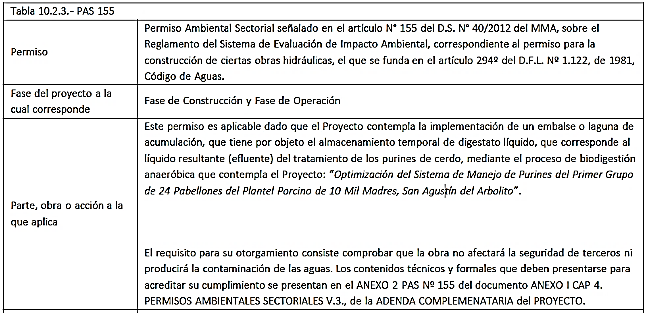 Tabla 10.2.3.- PAS 155
Permiso
Permiso Ambiental Sectorial señalado en el artículo N° 155 del D.S. N° 40/2012 del MMA, sobre el
Reglamento del Sistema de Evaluación de Impacto Ambiental, correspondiente al permiso para la
construcción de ciertas obras hidráulicas, el que se funda en el artículo 294º del D.F.L. Nº 1.122, de 1981,
Código de Aguas.
Fase del proyecto a la
cual corresponde
Fase de Construcción y Fase de Operación
Parte, obra o acción a la
que aplica
Este permiso es aplicable dado que el Proyecto contempla la implementación de un embalse o laguna de
acumulación, que tiene por objeto el almacenamiento temporal de digestato líquido, que corresponde al
líquido resultante (efluente) del tratamiento de los purines de cerdo, mediante el proceso de biodigestión
anaeróbica que contempla el Proyecto: "Optimización del Sistema de Manejo de Purines del Primer Grupo
de 24 Pabellones del Plantel Porcino de 10 Mil Madres, San Agustín del Arbolito".
El requisito para su otorgamiento consiste comprobar que la obra no afectará la seguridad de terceros ni
producirá la contaminación de las aguas. Los contenidos técnicos y formales que deben presentarse para
acreditar su cumplimiento se presentan en el ANEXO 2 PAS Nº 155 del documento ANEXO I CAP 4.
PERMISOS AMBIENTALES SECTORIALES V.3., de la ADENDA COMPLEMENATARIA del PROYECTO.